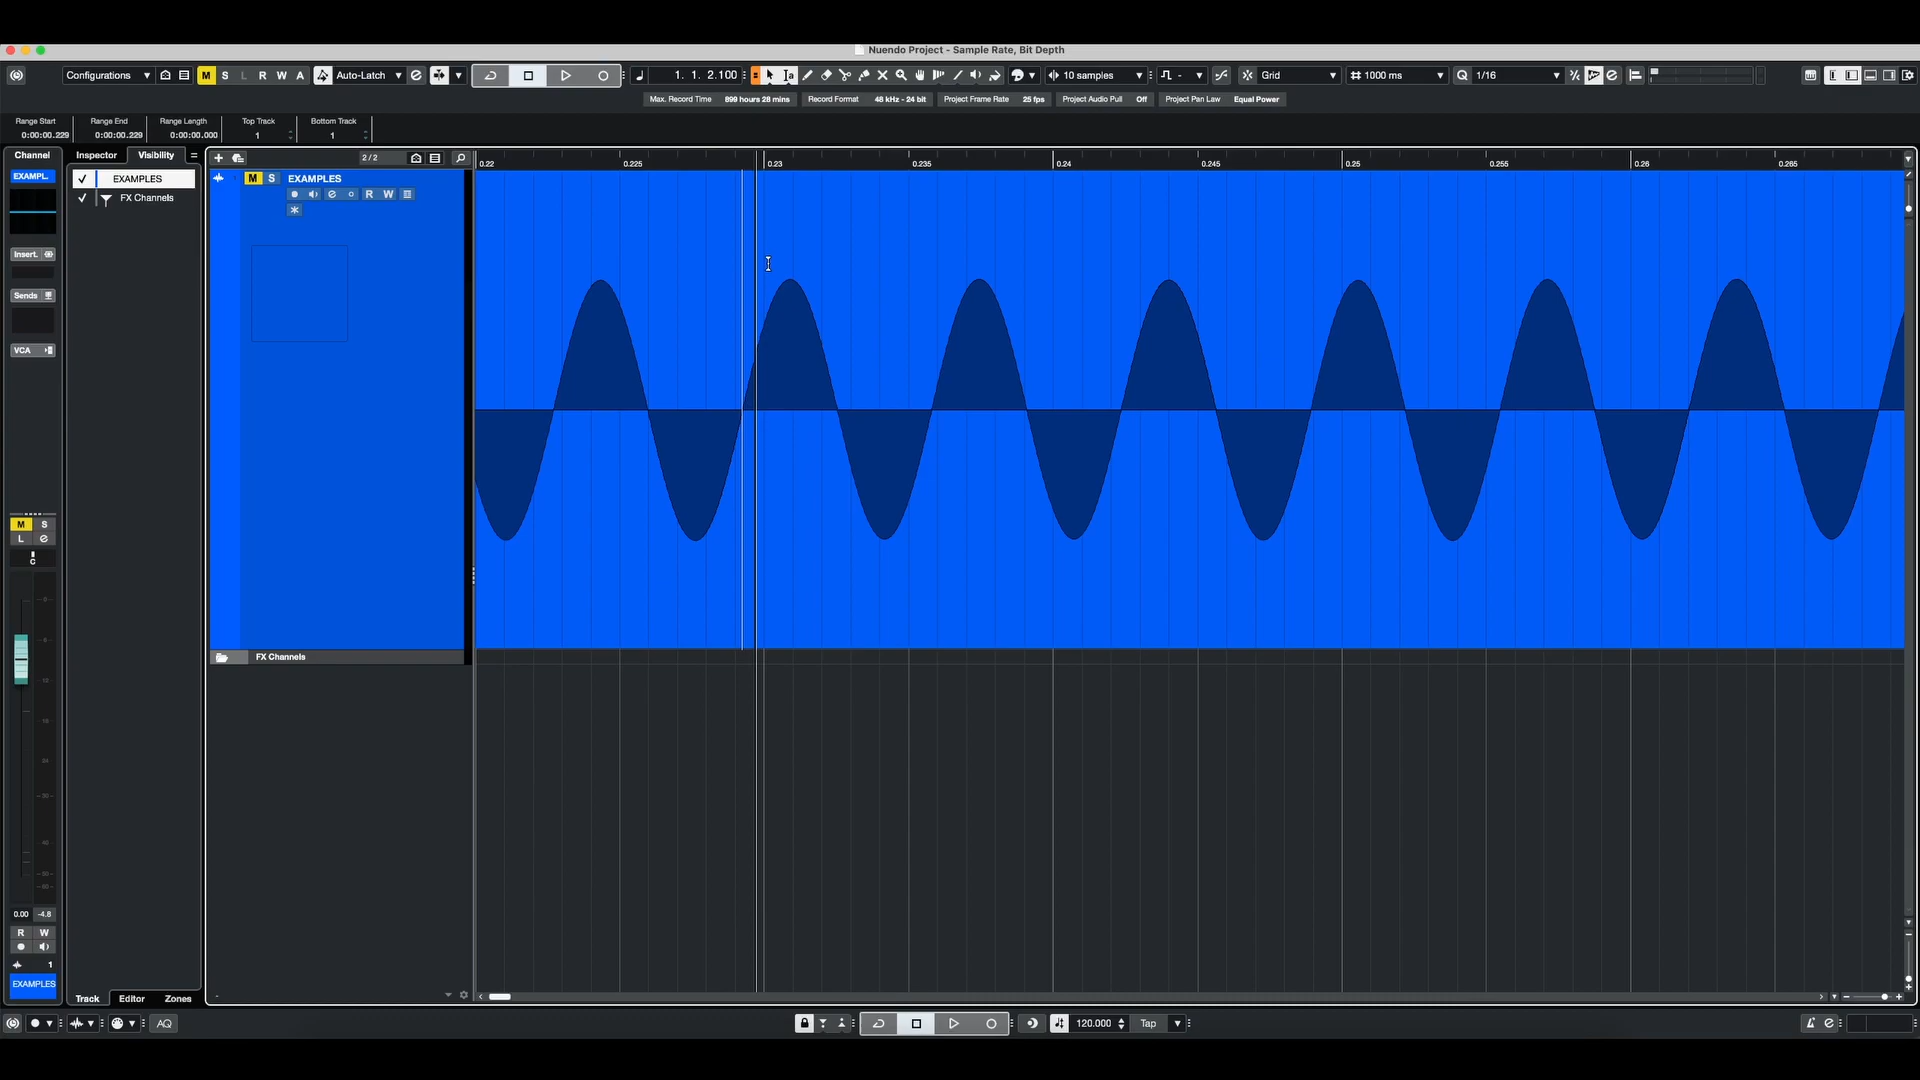 Nuendo Project - Sample Rate, Bit Depth
Configurations M S L R W A Auto-Latch 1. 1. 2.100 10 samples - Grid 1000 ms Q 1/16
Max. Record Time 899 hours 28 mins Record Format 48 kHz - 24 bit Project Frame Rate 25 fps Project Audio Pull Off Project Pan Law Equal Power
Range Start Range End Range Length Top Track Bottom Track
0:00:00.229 0:00:00.229 0:00:00.000 1 1
Channel Inspector Visibility 2 / 2 0.22 0.225 0.23 0.235 0.24 0.245 0.25 0.255 0.26 0.265
EXAMPL. EXAMPLES M S EXAMPLES
FX Channels R W
Insert.
Sends
VCA
M S
L e
C
FX Channels
0.00 -4.8
R W
1
EXAMPLES
Track Editor Zones
AQ 120.000 Tap